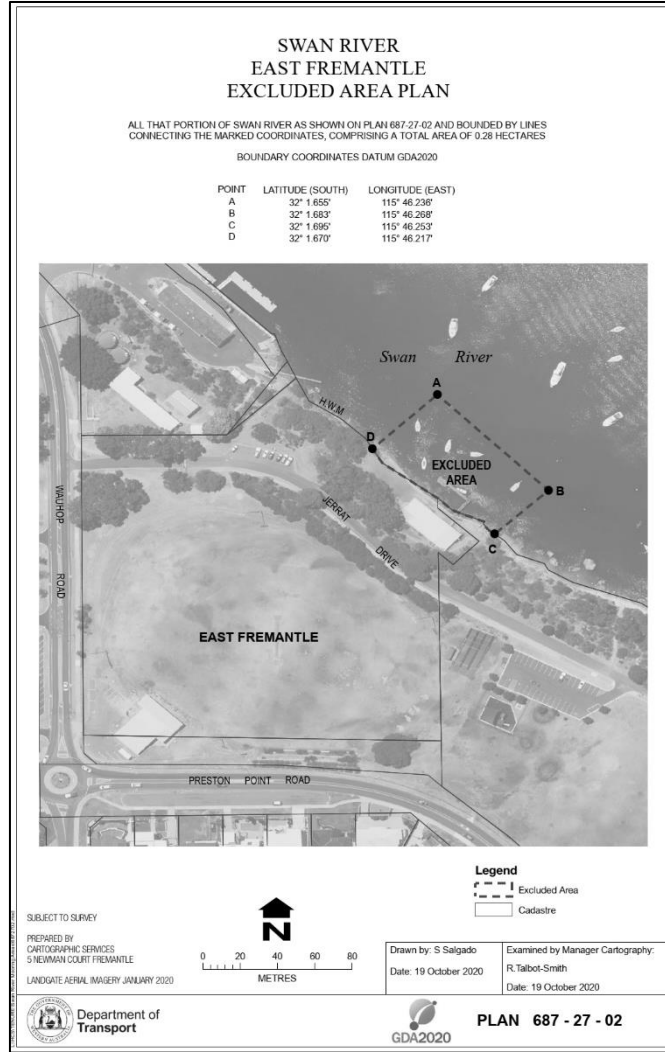 SWAN RIVER
EAST FREMANTLE
EXCLUDED AREA PLAN
ALL THAT PORTION OF SWAN RIVER AS SHOWN ON PLAN 687-27-02 AND BOUNDED BY LINES
CONNECTING THE MARKED COORDINATES, COMPRISING A TOTAL AREA OF 0.28 HECTARES
BOUNDARY COORDINATES DATUM GDA2020
POINT LATITUDE (SOUTH) LONGITUDE (EAST)
A 32° 1.655' 115° 46.236'
B 32° 1.683' 115° 46.268'
C 32° 1.695' 115° 46.253'
D 32° 1.670' 115° 46.217'
Swan River
A
H.W.M
D
EXCLUDED
AREA
B
WAUHOP
ROAD
JERRAT
DRIVE
C
EAST FREMANTLE
PRESTON POINT ROAD
Legend
Excluded Area
Cadastre
SUBJECT TO SURVEY
PREPARED BY
CARTOGRAPHIC SERVICES
5 NEWMAN COURT FREMANTLE
LANDGATE AERIAL IMAGERY JANUARY 2020
N
0 20 40 60 80
METRES
Drawn by: S Salgado
Date: 19 October 2020
Examined by Manager Cartography:
R.Talbot-Smith
Date: 19 October 2020
Department of
Transport
GDA2020
PLAN 687 - 27 - 02